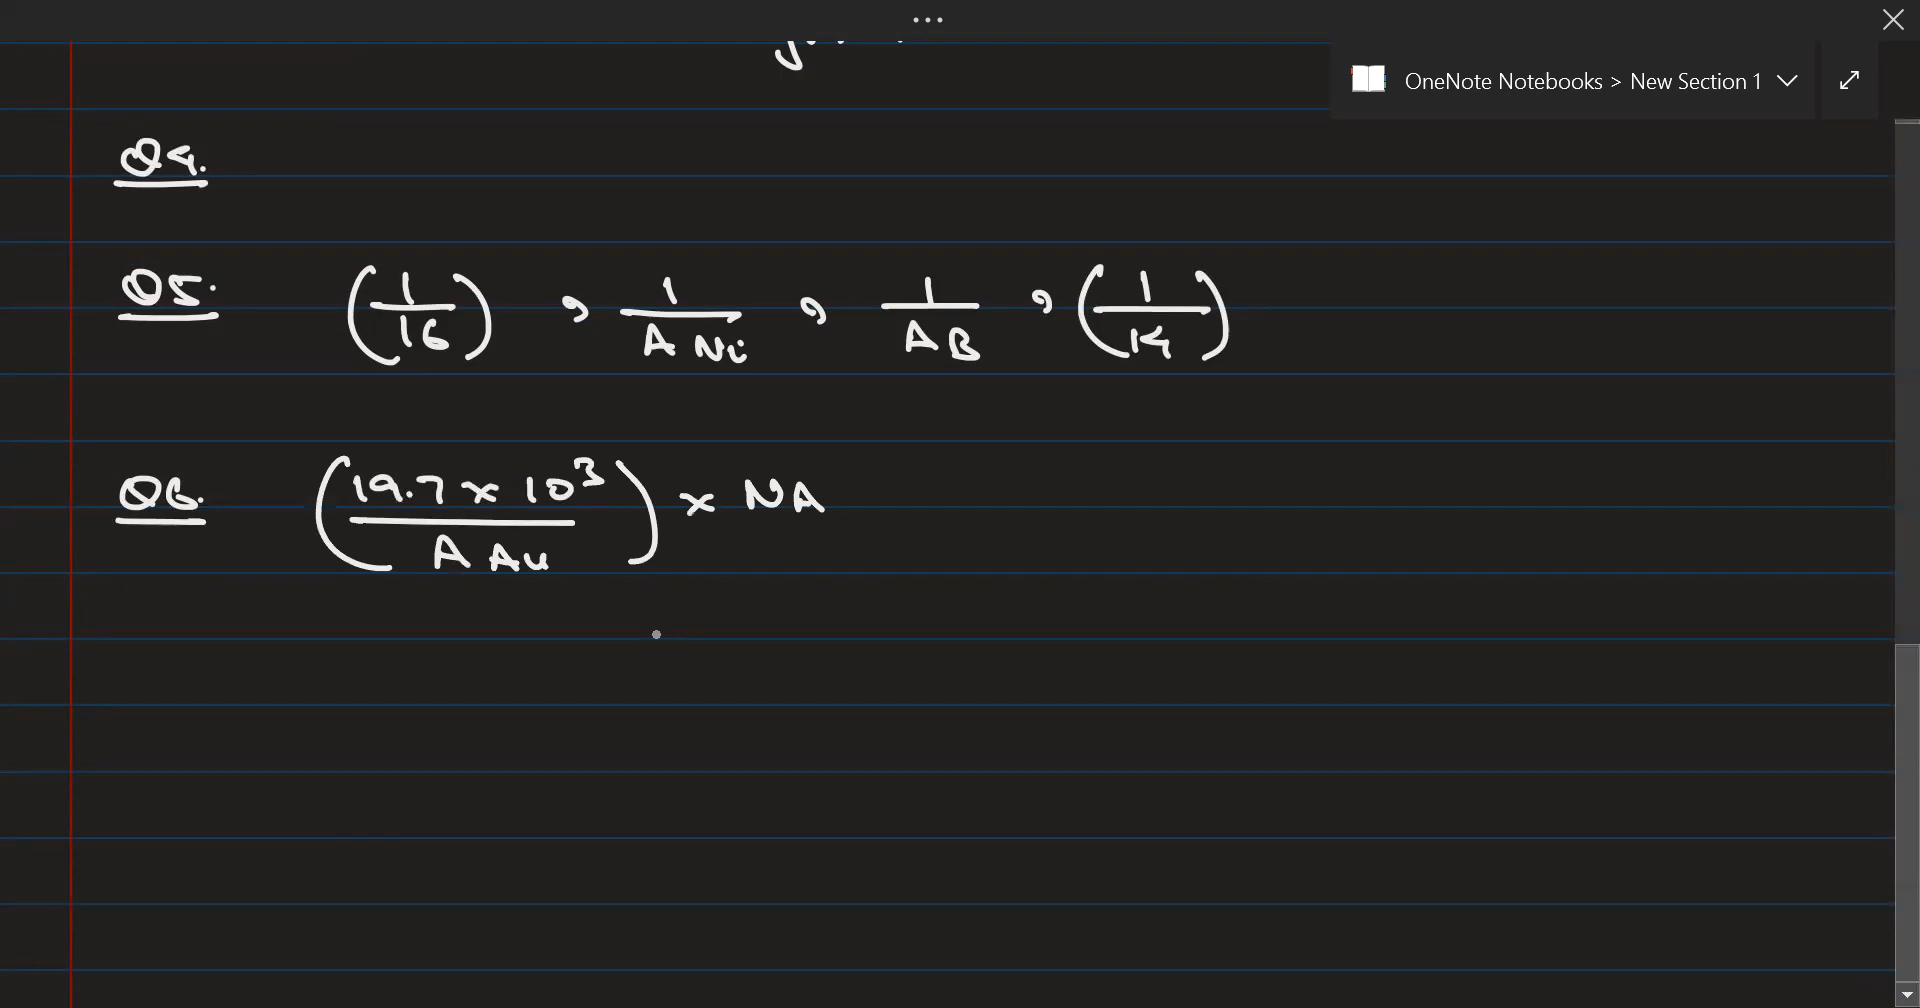 ...
OneNote Notebooks > New Section 1
Q4.
Q5. (1/16) , 1/A Ni , 1/A B , (1/14)
Q6. (19.7 x 10³/A Au) x NA